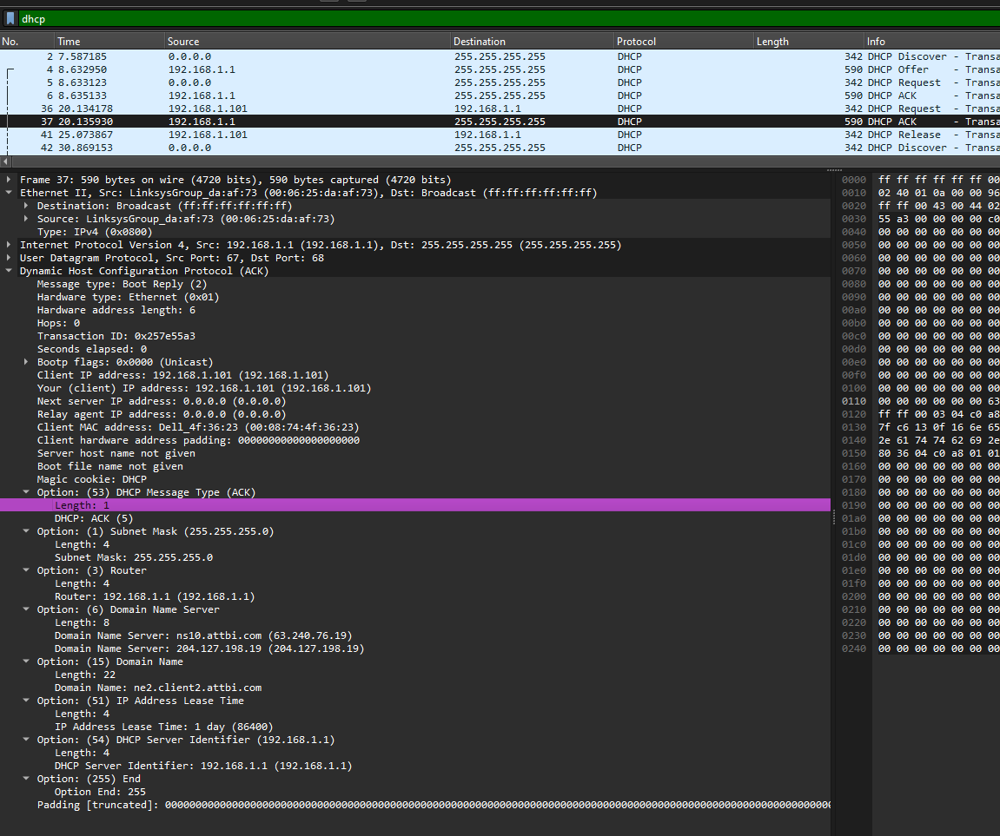 dhcp
No. Time Source Destination Protocol Length Info
2 7.587185 0.0.0.0 255.255.255.255 DHCP 342 DHCP Discover - Transa
4 8.632950 192.168.1.1 255.255.255.255 DHCP 590 DHCP Offer - Transa
5 8.633123 0.0.0.0 255.255.255.255 DHCP 342 DHCP Request - Transa
6 8.635133 192.168.1.1 255.255.255.255 DHCP 590 DHCP ACK - Transa
36 20.134178 192.168.1.101 192.168.1.1 DHCP 342 DHCP Request - Transa
37 20.135930 192.168.1.1 255.255.255.255 DHCP 590 DHCP ACK - Transa
41 25.073867 192.168.1.101 192.168.1.1 DHCP 342 DHCP Release - Transa
42 30.869153 0.0.0.0 255.255.255.255 DHCP 342 DHCP Discover - Transa
Frame 37: 590 bytes on wire (4720 bits), 590 bytes captured (4720 bits)
Ethernet II, Src: LinksysGroup_da:af:73 (00:06:25:da:af:73), Dst: Broadcast (ff:ff:ff:ff:ff:ff)
Destination: Broadcast (ff:ff:ff:ff:ff:ff)
Source: LinksysGroup_da:af:73 (00:06:25:da:af:73)
Type: IPv4 (0x0800)
Internet Protocol Version 4, Src: 192.168.1.1 (192.168.1.1), Dst: 255.255.255.255 (255.255.255.255)
User Datagram Protocol, Src Port: 67, Dst Port: 68
Dynamic Host Configuration Protocol (ACK)
Message type: Boot Reply (2)
Hardware type: Ethernet (0x01)
Hardware address length: 6
Hops: 0
Transaction ID: 0x257e55a3
Seconds elapsed: 0
Bootp flags: 0x0000 (Unicast)
Client IP address: 192.168.1.101 (192.168.1.101)
Your (client) IP address: 192.168.1.101 (192.168.1.101)
Next server IP address: 0.0.0.0 (0.0.0.0)
Relay agent IP address: 0.0.0.0 (0.0.0.0)
Client MAC address: Dell_4f:36:23 (00:08:74:4f:36:23)
Client hardware address padding: 00000000000000000000
Server host name not given
Boot file name not given
Magic cookie: DHCP
Option: (53) DHCP Message Type (ACK)
Length: 1
DHCP: ACK (5)
Option: (1) Subnet Mask (255.255.255.0)
Length: 4
Subnet Mask: 255.255.255.0
Option: (3) Router
Length: 4
Router: 192.168.1.1 (192.168.1.1)
Option: (6) Domain Name Server
Length: 8
Domain Name Server: ns10.attbi.com (63.240.76.19)
Domain Name Server: 204.127.198.19 (204.127.198.19)
Option: (15) Domain Name
Length: 22
Domain Name: ne2.client2.attbi.com
Option: (51) IP Address Lease Time
Length: 4
IP Address Lease Time: 1 day (86400)
Option: (54) DHCP Server Identifier (192.168.1.1)
Length: 4
DHCP Server Identifier: 192.168.1.1 (192.168.1.1)
Option: (255) End
Option End: 255
Padding [truncated]:
0000 ff ff ff ff ff ff 00
0010 02 40 01 0a 00 00 96
0020 ff ff 00 43 00 44 02
0030 55 a3 00 00 00 00 c0
0040 00 00 00 00 00 00 00
0050 00 00 00 00 00 00 00
0060 00 00 00 00 00 00 00
0070 00 00 00 00 00 00 00
0080 00 00 00 00 00 00 00
0090 00 00 00 00 00 00 00
00a0 00 00 00 00 00 00 00
00b0 00 00 00 00 00 00 00
00c0 00 00 00 00 00 00 00
00d0 00 00 00 00 00 00 00
00e0 00 00 00 00 00 00 00
00f0 00 00 00 00 00 00 00
0100 00 00 00 00 00 00 00
0110 00 00 00 00 00 00 63
0120 ff ff 00 03 04 c0 a8
0130 7f c6 13 0f 16 6e 65
0140 2e 61 74 74 62 69 2e
0150 80 36 04 c0 a8 01 01
0160 00 00 00 00 00 00 00
0170 00 00 00 00 00 00 00
0180 00 00 00 00 00 00 00
0190 00 00 00 00 00 00 00
01a0 00 00 00 00 00 00 00
01b0 00 00 00 00 00 00 00
01c0 00 00 00 00 00 00 00
01d0 00 00 00 00 00 00 00
01e0 00 00 00 00 00 00 00
01f0 00 00 00 00 00 00 00
0200 00 00 00 00 00 00 00
0210 00 00 00 00 00 00 00
0220 00 00 00 00 00 00 00
0230 00 00 00 00 00 00 00
0240 00 00 00 00 00 00 00